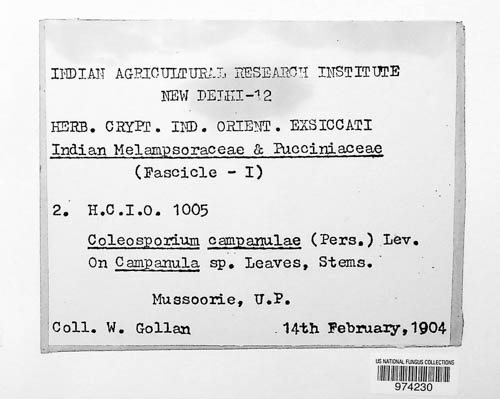 INDIAN AGRICULTURAL RESEARCH INSTITUTE
NEW DELHI-12
HERB. CRYPT. IND. ORIENT. EXSICCATI
Indian Melampsoraceae & Pucciniaceae
(Fascicle - I)
2. H.C.I.O. 1005
Coleosporium campanulae (Pers.) Lev.
On Campanula sp. Leaves, Stems.
Mussoorie, U.P.
Coll. W. Gollan 14th February,1904
US NATIONAL FUNGUS COLLECTIONS
974230